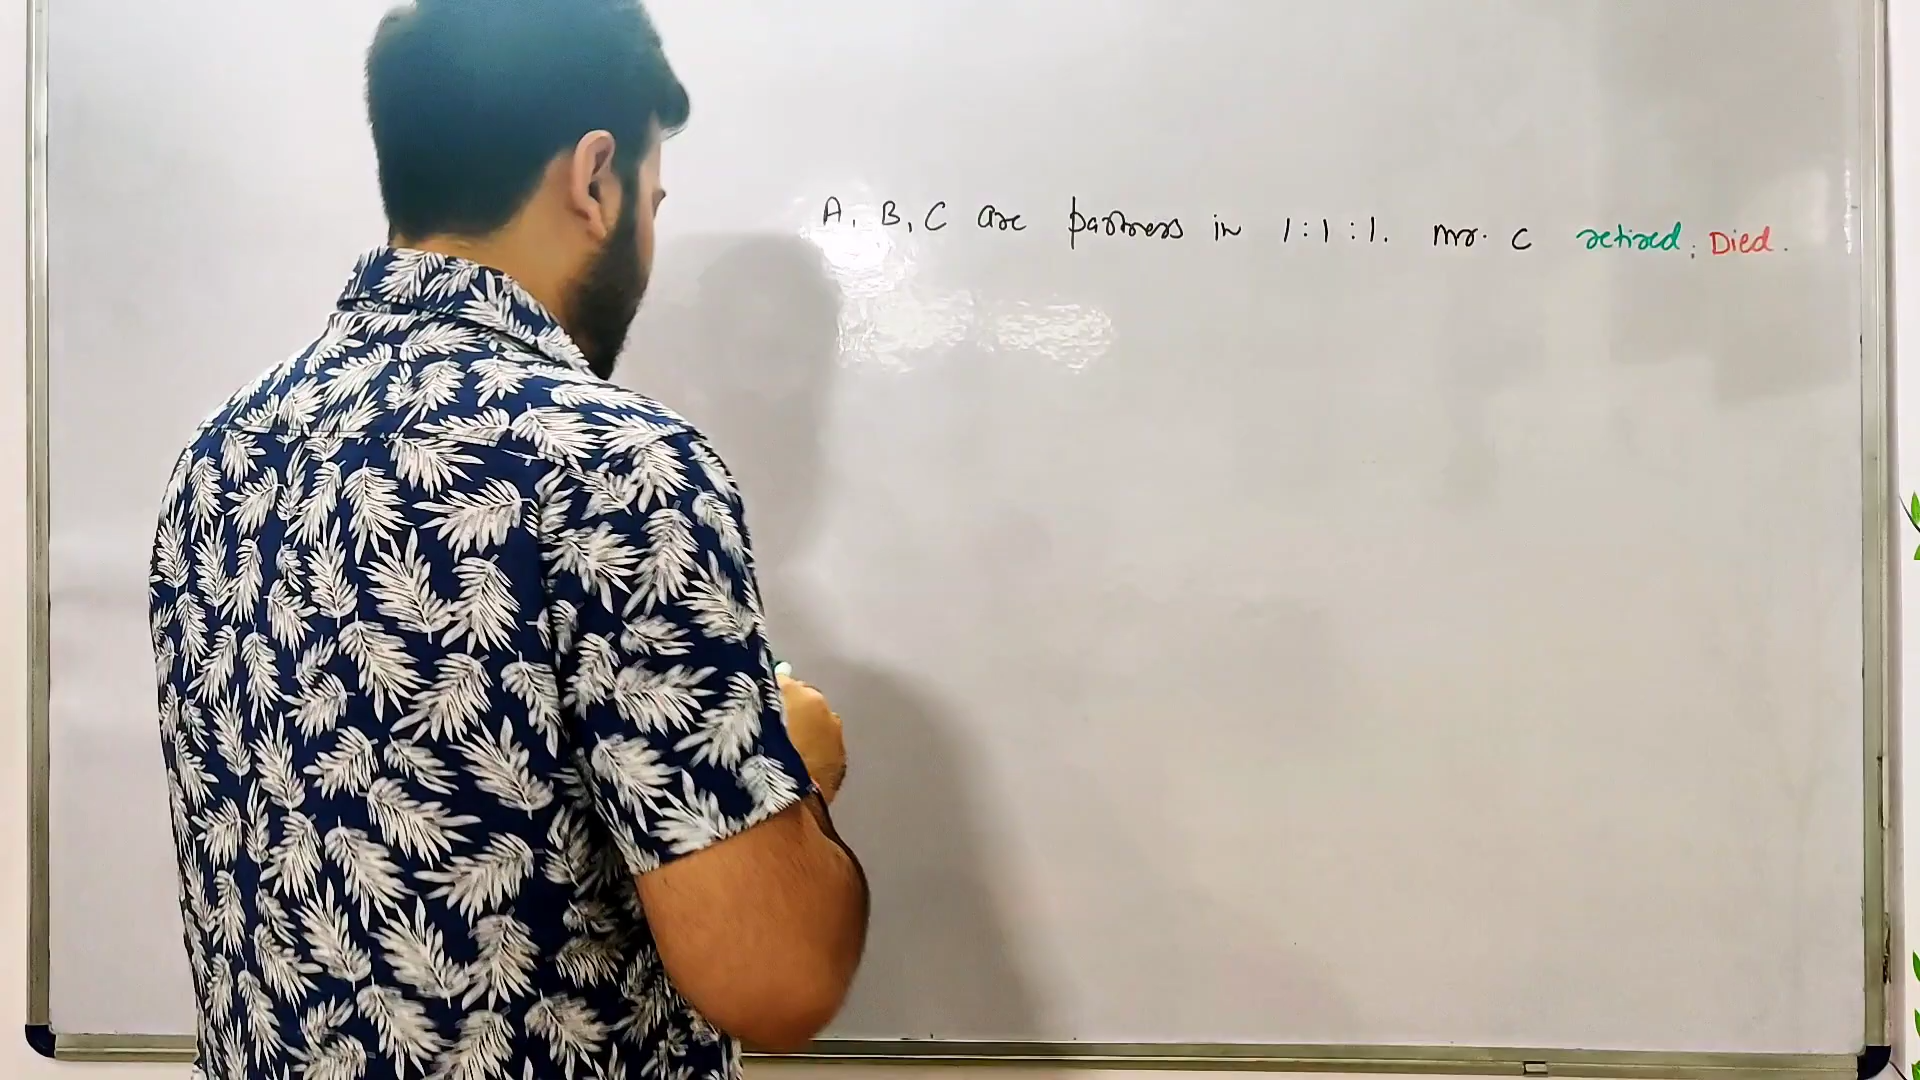 A, B, C are partners in 1:1:1. Mr. C retired; Died.